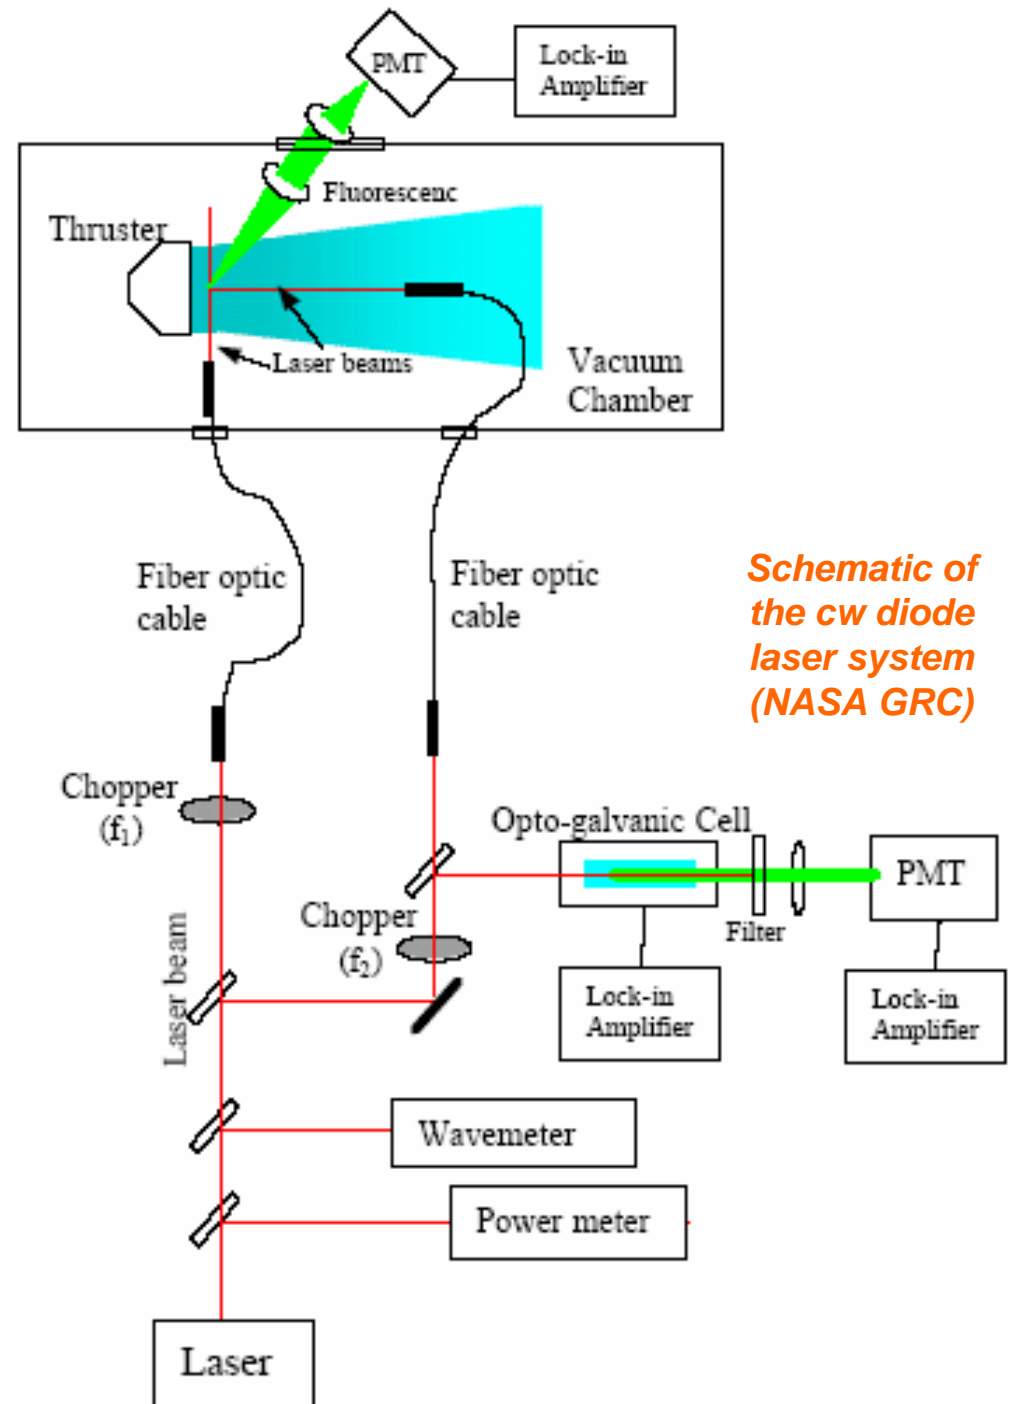 PMT
Lock-in
Amplifier
Fluorescenc
Thruster
Laser beams
Vacuum
Chamber
Fiber optic
cable
Fiber optic
cable
Schematic of
the cw diode
laser system
(NASA GRC)
Chopper
(f₁)
Opto-galvanic Cell
PMT
Filter
Chopper
(f₂)
Laser beam
Lock-in
Amplifier
Lock-in
Amplifier
Wavemeter
Power meter
Laser